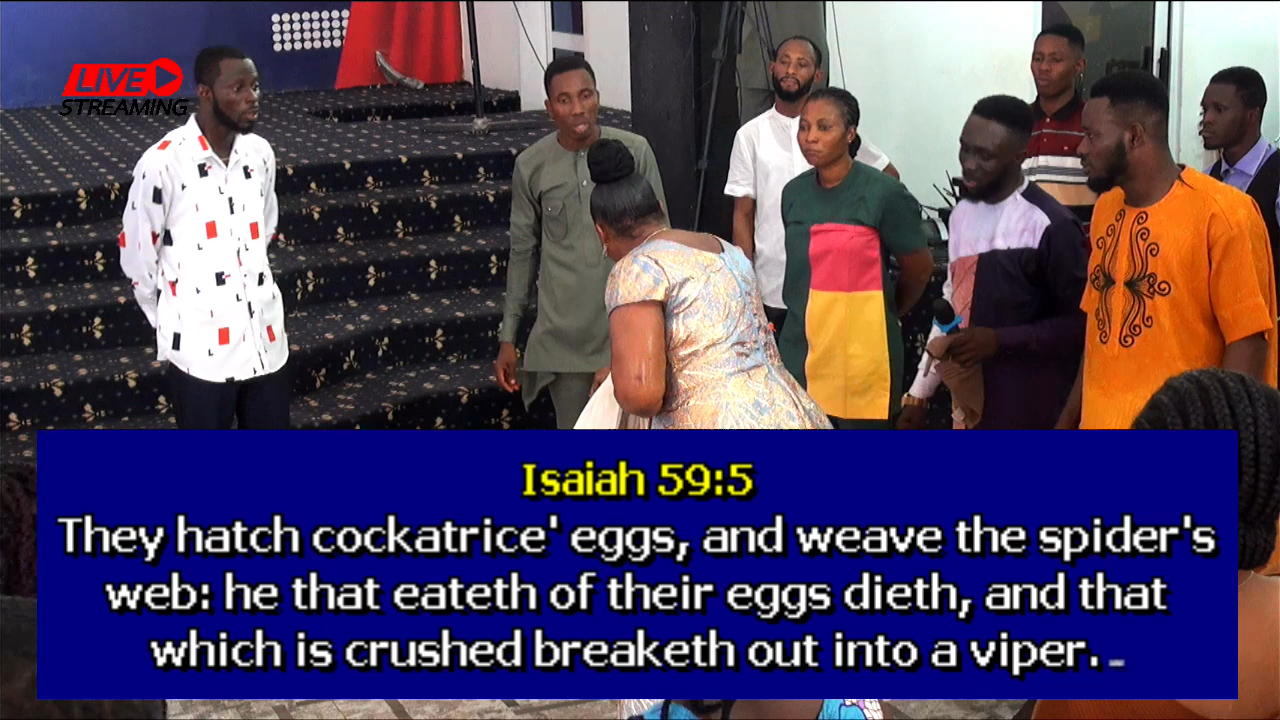 LIVE
STREAMING
Isaiah 59:5
They hatch cockatrice' eggs, and weave the spider's
web: he that eateth of their eggs dieth, and that
which is crushed breaketh out into a viper.